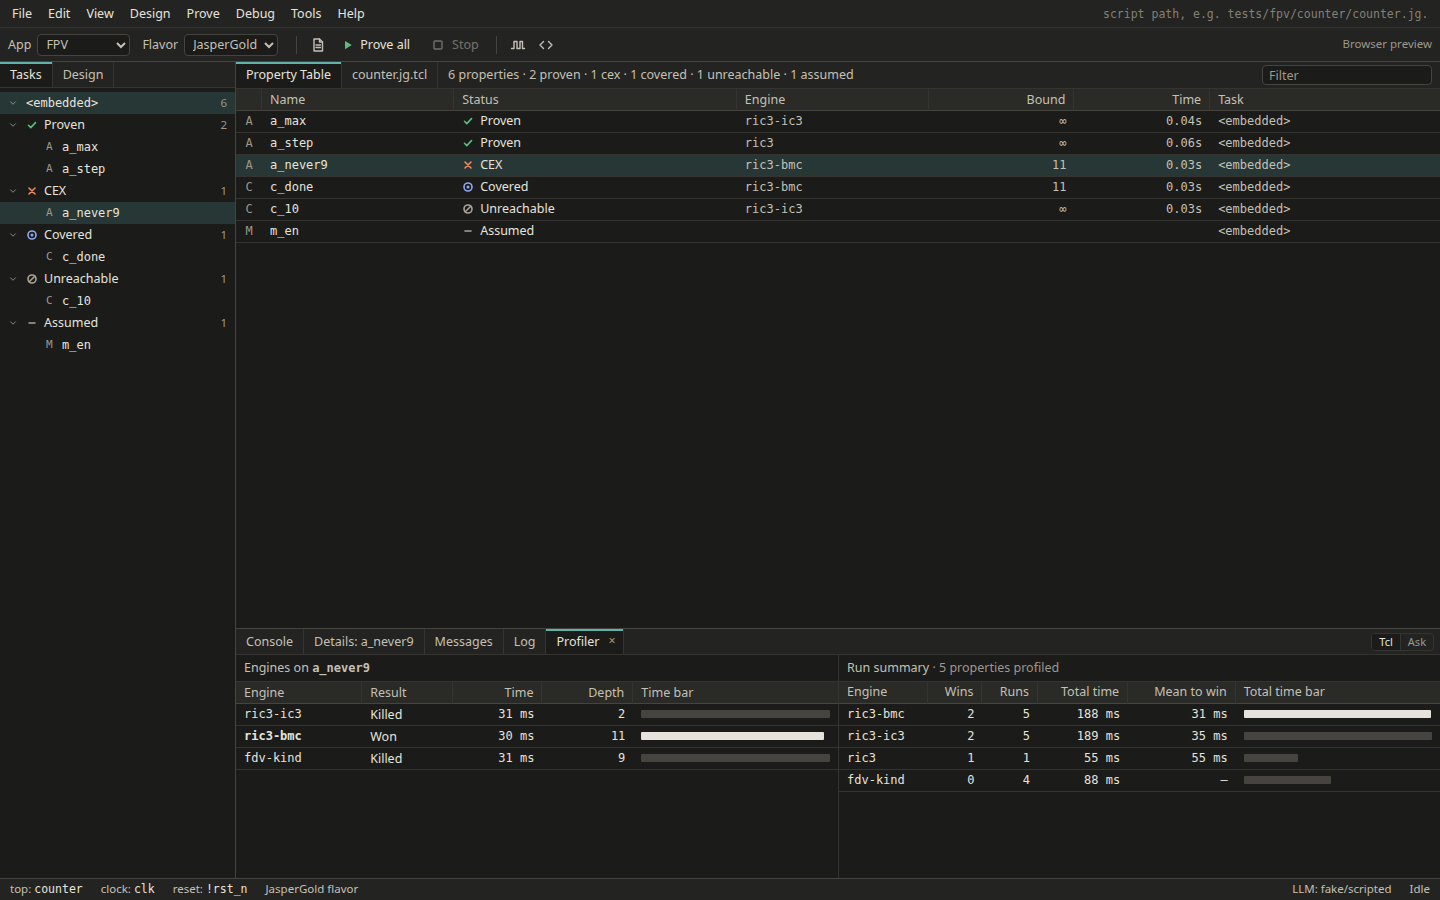 File Edit View Design Prove Debug Tools Help script path, e.g. tests/fpv/counter/counter.jg.
App FPV Flavor JasperGold Prove all Stop Browser preview
Tasks Design Property Table counter.jg.tcl 6 properties · 2 proven · 1 cex · 1 covered · 1 unreachable · 1 assumed Filter
<embedded> 6
Proven 2
A a_max
A a_step
CEX 1
A a_never9
Covered 1
C c_done
Unreachable 1
C c_10
Assumed 1
M m_en
Name Status Engine Bound Time Task
A a_max Proven ric3-ic3 ∞ 0.04s <embedded>
A a_step Proven ric3 ∞ 0.06s <embedded>
A a_never9 CEX ric3-bmc 11 0.03s <embedded>
C c_done Covered ric3-bmc 11 0.03s <embedded>
C c_10 Unreachable ric3-ic3 ∞ 0.03s <embedded>
M m_en Assumed <embedded>
Console Details: a_never9 Messages Log Profiler × Tcl Ask
Engines on a_never9
Engine Result Time Depth Time bar
ric3-ic3 Killed 31 ms 2
ric3-bmc Won 30 ms 11
fdv-kind Killed 31 ms 9
Run summary · 5 properties profiled
Engine Wins Runs Total time Mean to win Total time bar
ric3-bmc 2 5 188 ms 31 ms
ric3-ic3 2 5 189 ms 35 ms
ric3 1 1 55 ms 55 ms
fdv-kind 0 4 88 ms –
top: counter clock: clk reset: !rst_n JasperGold flavor LLM: fake/scripted Idle